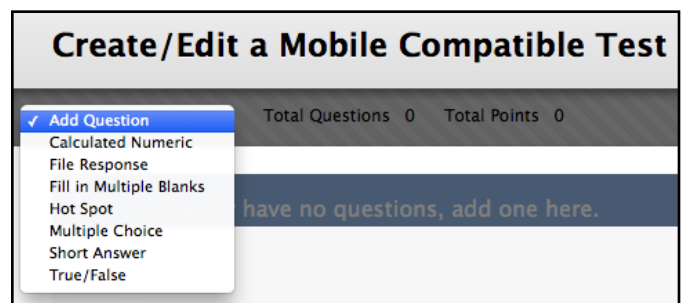 Create/Edit a Mobile Compatible Test
✓ Add Question
Total Questions 0 Total Points 0
Calculated Numeric
File Response
Fill in Multiple Blanks
Hot Spot
Multiple Choice
Short Answer
True/False
have no questions, add one here.